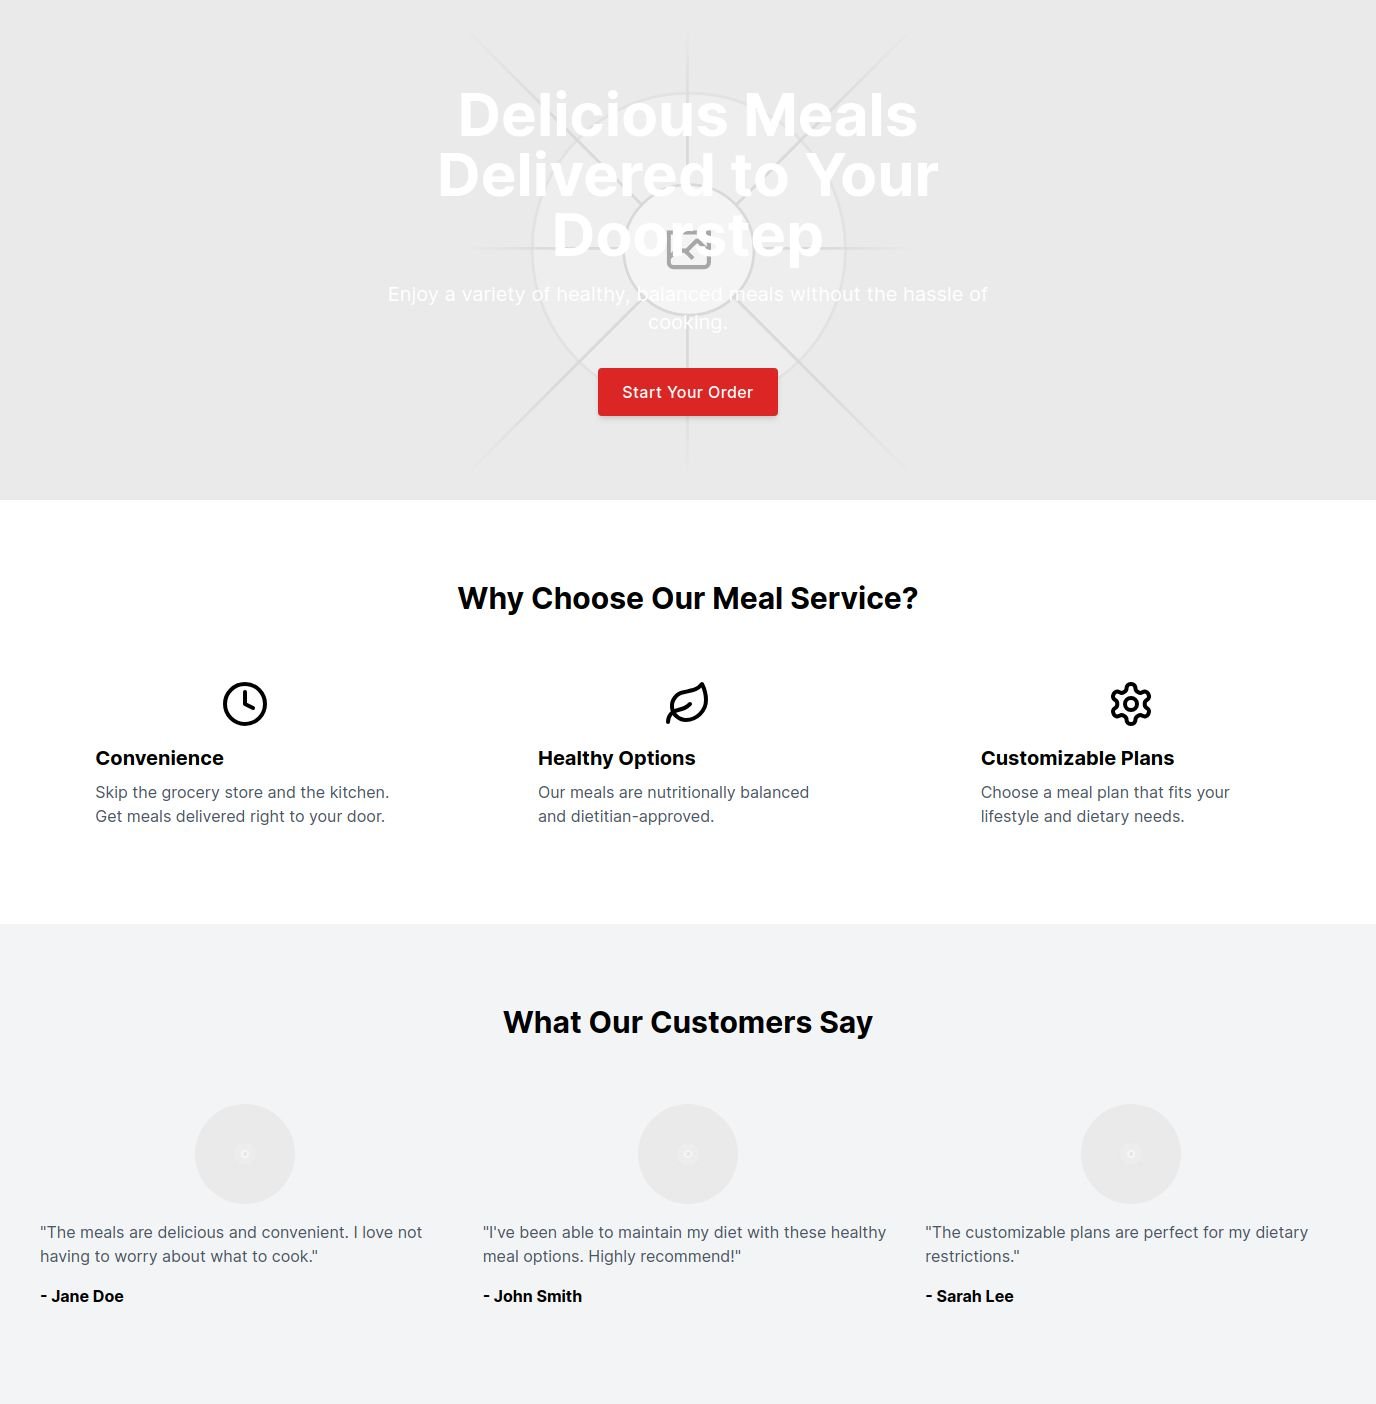 Delicious Meals
Delivered to Your
Doorstep
Enjoy a variety of healthy, balanced meals without the hassle of
cooking.
Start Your Order
Why Choose Our Meal Service?
Convenience
Skip the grocery store and the kitchen.
Get meals delivered right to your door.
Healthy Options
Our meals are nutritionally balanced
and dietitian-approved.
Customizable Plans
Choose a meal plan that fits your
lifestyle and dietary needs.
What Our Customers Say
"The meals are delicious and convenient. I love not
having to worry about what to cook."
- Jane Doe
"I've been able to maintain my diet with these healthy
meal options. Highly recommend!"
- John Smith
"The customizable plans are perfect for my dietary
restrictions."
- Sarah Lee